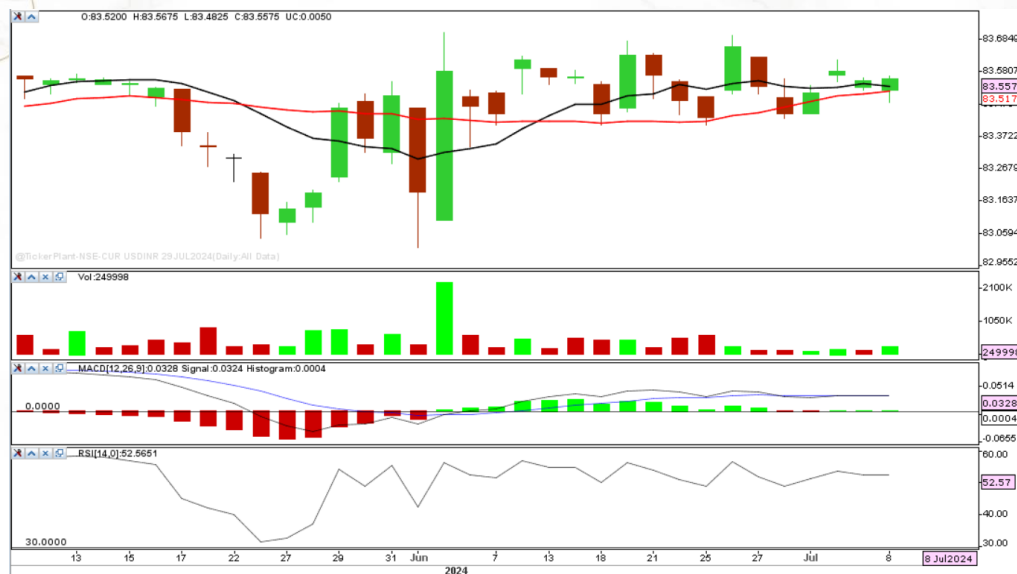 O:83.5200 H:83.5675 L:83.4825 C:83.5575 UC:0.0050
83.6840
83.5807
83.557
83.517
83.3722
83.2679
83.1637
83.0594
82.9552
@TickerPlant-NSE-CUR USDINR 29JUL2024(Daily:All Data)
Vol:249998
2100K
1050K
249998
MACD[12,26,9]:0.0328 Signal:0.0324 Histogram:0.0004
0.0514
0.0328
0.0000
0.0004
-0.0655
RSI[14,0]:52.5651
60.00
52.57
40.00
30.0000
30.00
13 15 17 22 27 29 31 Jun 7 13 18 21 25 27 Jul 8 8 Jul2024
2024